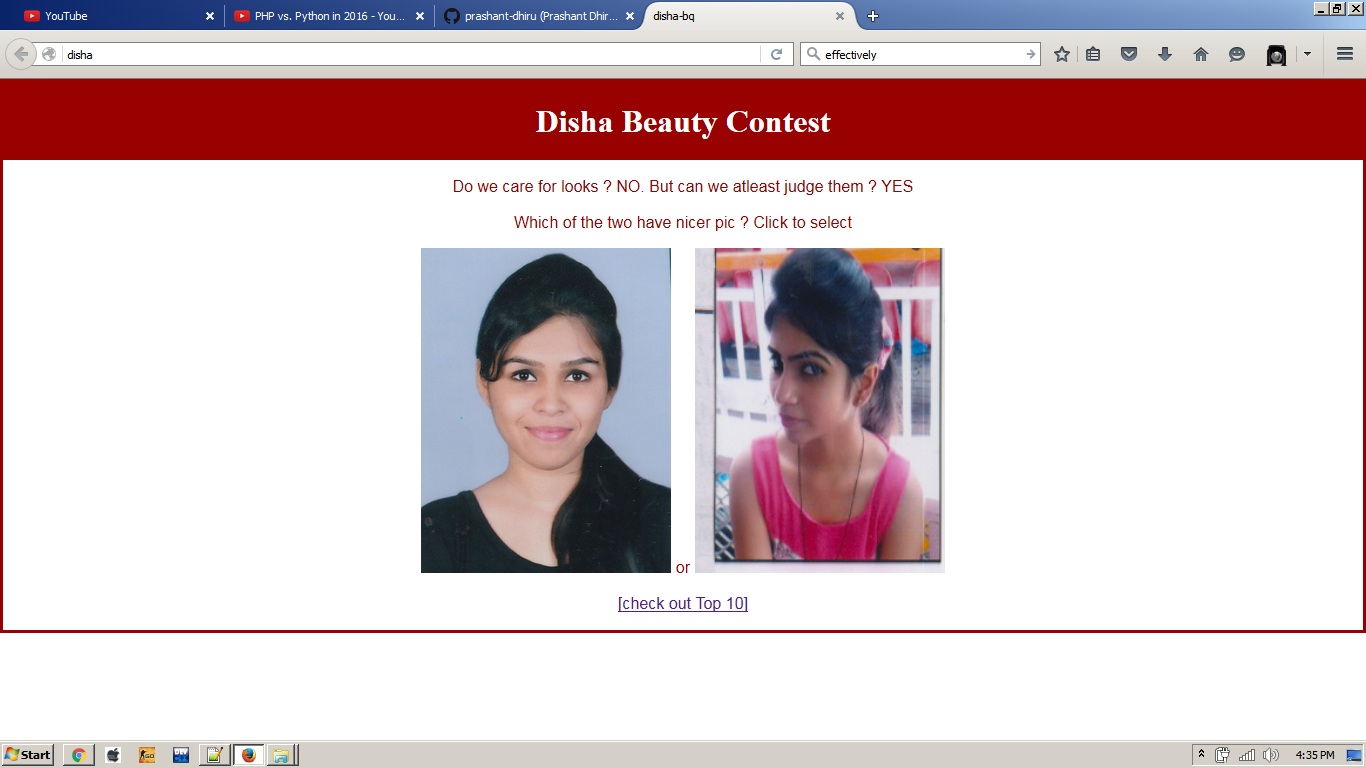 YouTube
PHP vs. Python in 2016 - You...
prashant-dhiru (Prashant Dhir...
disha-bq
disha
effectively
Disha Beauty Contest
Do we care for looks ? NO. But can we atleast judge them ? YES
Which of the two have nicer pic ? Click to select
or
[check out Top 10]
Start
GO
DEV
4:35 PM